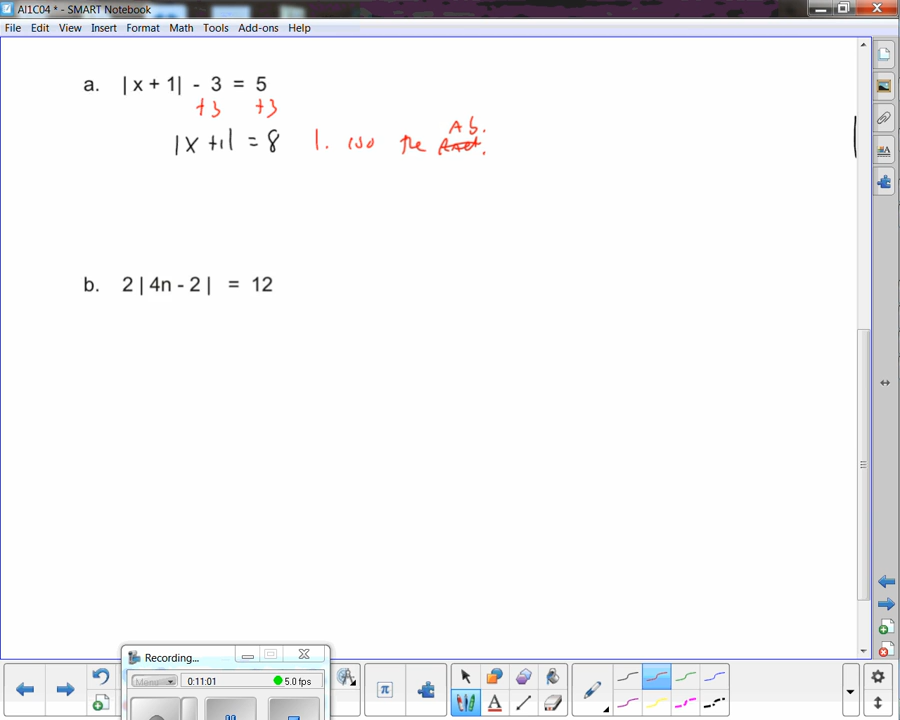 AI1C04 * - SMART Notebook
File Edit View Insert Format Math Tools Add-ons Help
a. | x + 1| - 3 = 5
+3 +3
|x +1| = 8 1. iso the Ab.
b. 2 | 4n - 2 | = 12
Recording...
Menu 0:11:01 5.0 fps
π A